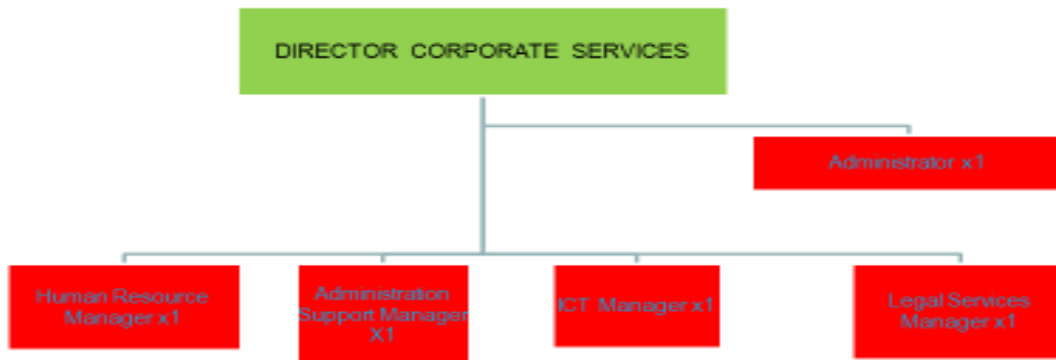 DIRECTOR CORPORATE SERVICES
Administrator x1
Human Resource
Manager x1
Administration
Support Manager
X1
ICT Manager x1
Legal Services
Manager x1